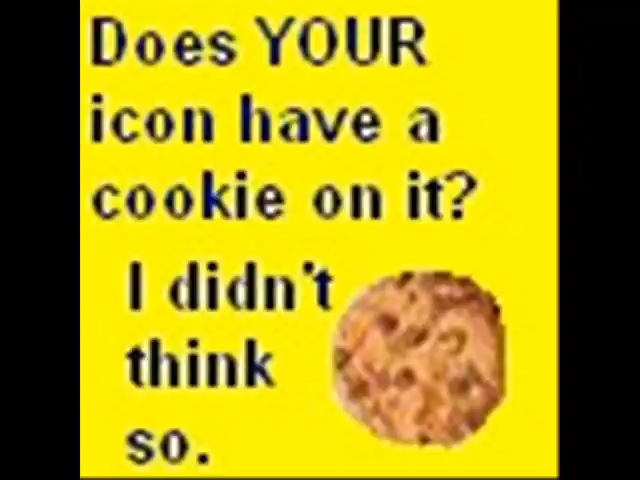 Does YOUR
icon have a
cookie on it?
I didn't
think
so.